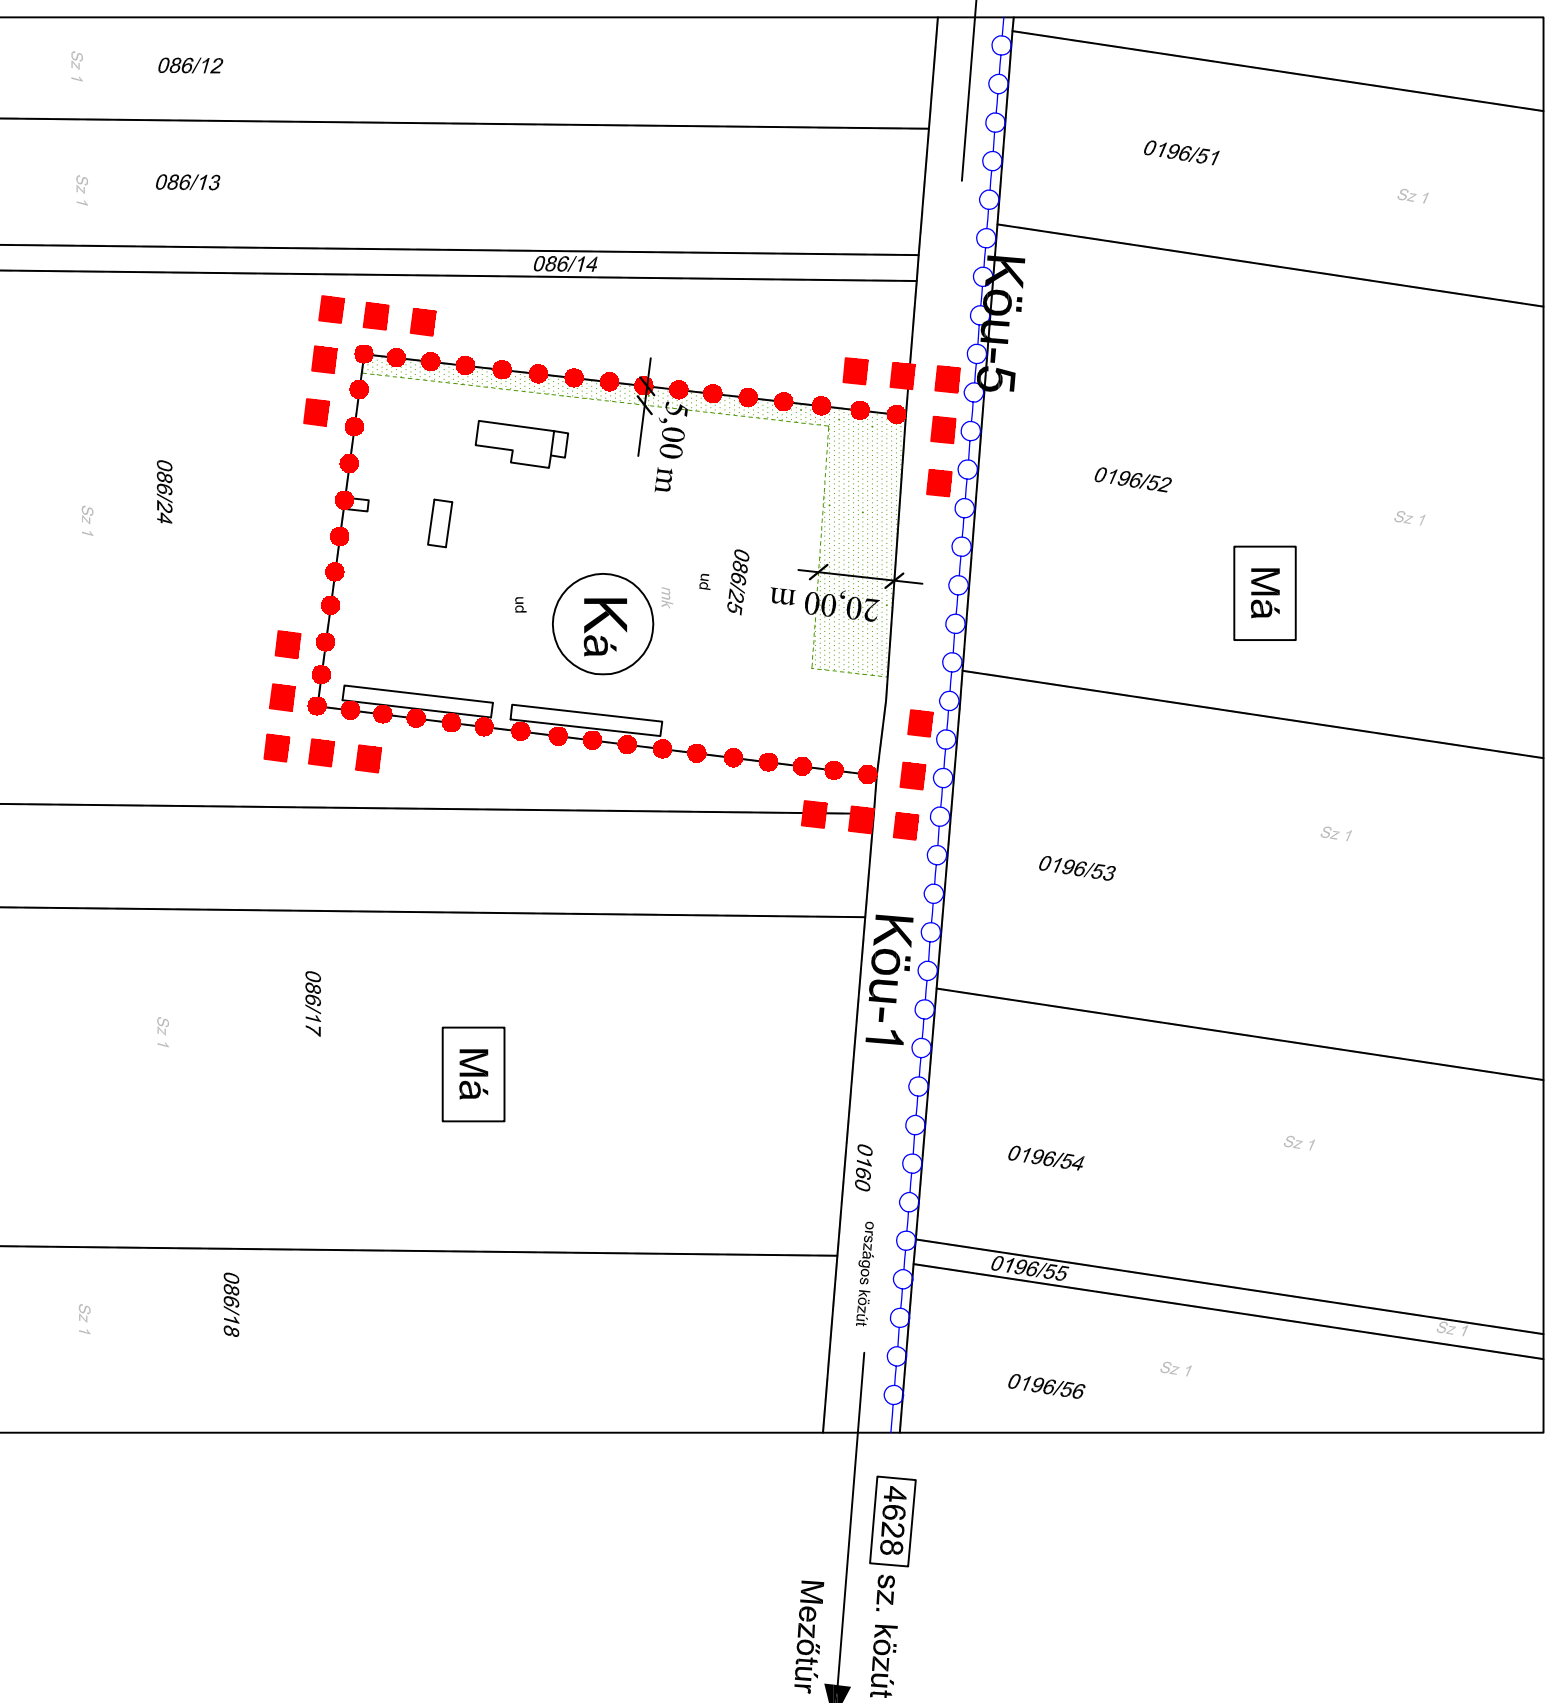 086/12
Sz 1
086/13
Sz 1
086/14
0196/51
Sz 1
Köu-5
0196/52
Sz 1
Má
5,00 m
086/24
Sz 1
086/25
ud
mk
20,00 m
Ká
ud
0196/53
Sz 1
Köu-1
086/17
Sz 1
Má
0160
országos közút
0196/54
Sz 1
0196/55
Sz 1
0196/56
Sz 1
086/18
Sz 1
4628 sz. közút
Mezőtúr